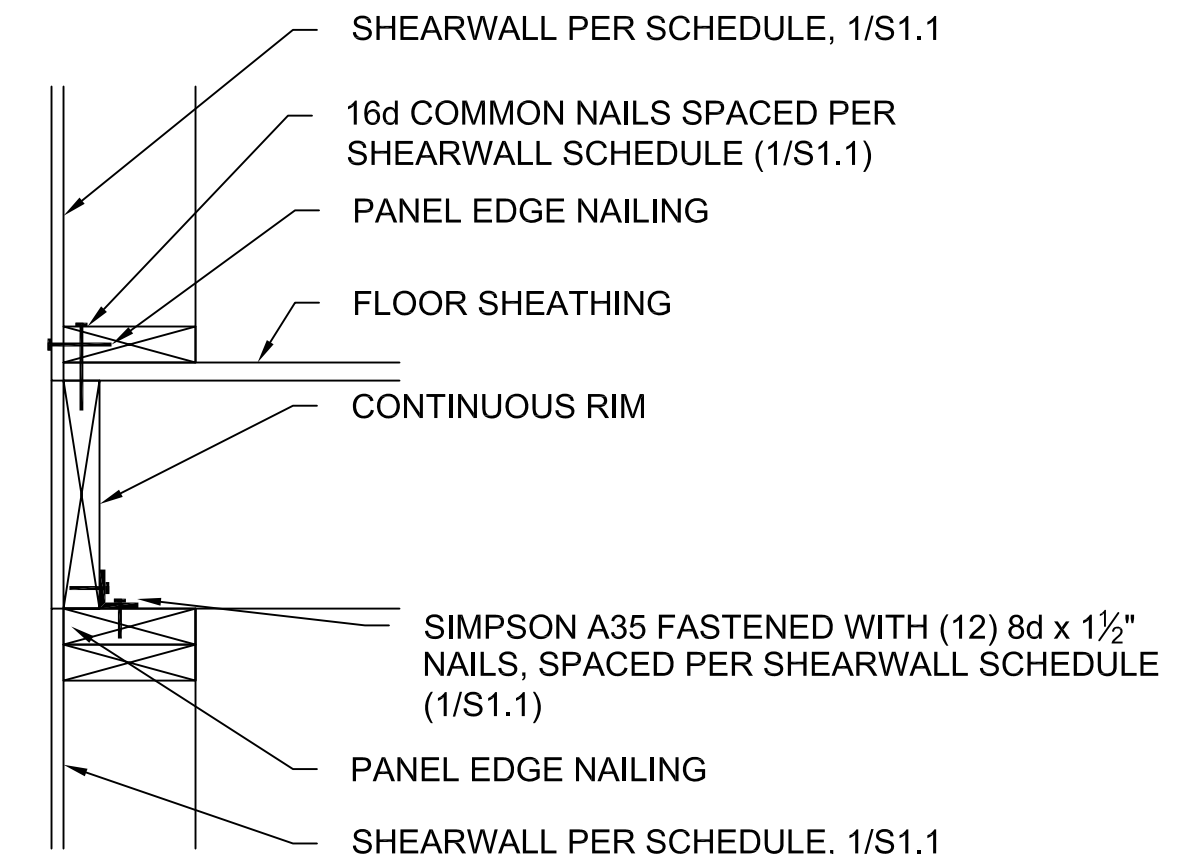 SHEARWALL PER SCHEDULE, 1/S1.1
16d COMMON NAILS SPACED PER
SHEARWALL SCHEDULE (1/S1.1)
PANEL EDGE NAILING
FLOOR SHEATHING
CONTINUOUS RIM
SIMPSON A35 FASTENED WITH (12) 8d x 1½"
NAILS, SPACED PER SHEARWALL SCHEDULE
(1/S1.1)
PANEL EDGE NAILING
SHEARWALL PER SCHEDULE, 1/S1.1